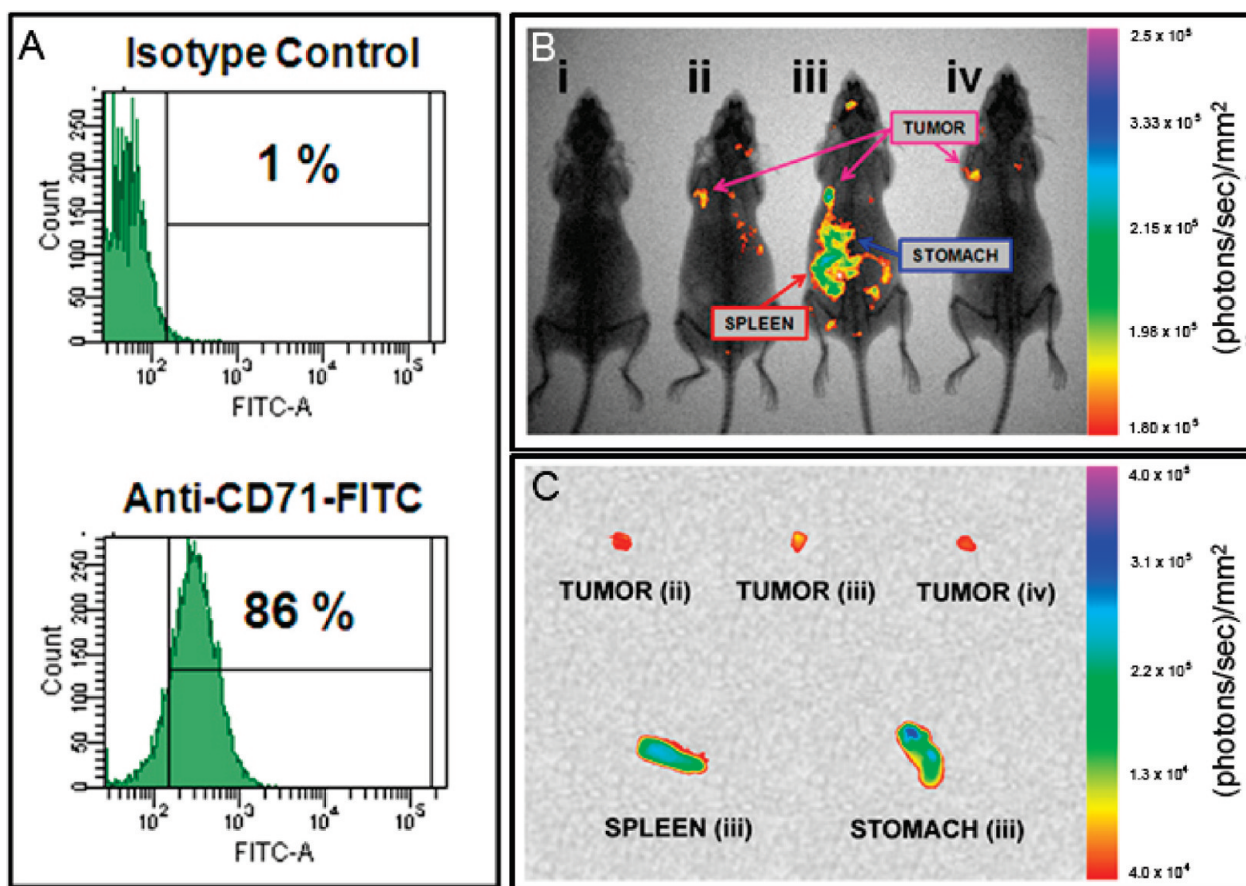 A
Isotype Control
250
200
150
100
50
0
Count
1 %
10² 10³ 10⁴ 10⁵
FITC-A
Anti-CD71-FITC
250
200
150
100
50
0
Count
86 %
10² 10³ 10⁴ 10⁵
FITC-A
B
i ii iii iv
TUMOR
STOMACH
SPLEEN
2.5 x 10⁵
3.33 x 10⁵
2.15 x 10⁵
1.98 x 10⁵
1.80 x 10⁵
(photons/sec)/mm²
C
TUMOR (ii) TUMOR (iii) TUMOR (iv)
SPLEEN (iii) STOMACH (iii)
4.0 x 10⁵
3.1 x 10⁵
2.2 x 10⁵
1.3 x 10⁴
4.0 x 10⁴
(photons/sec)/mm²